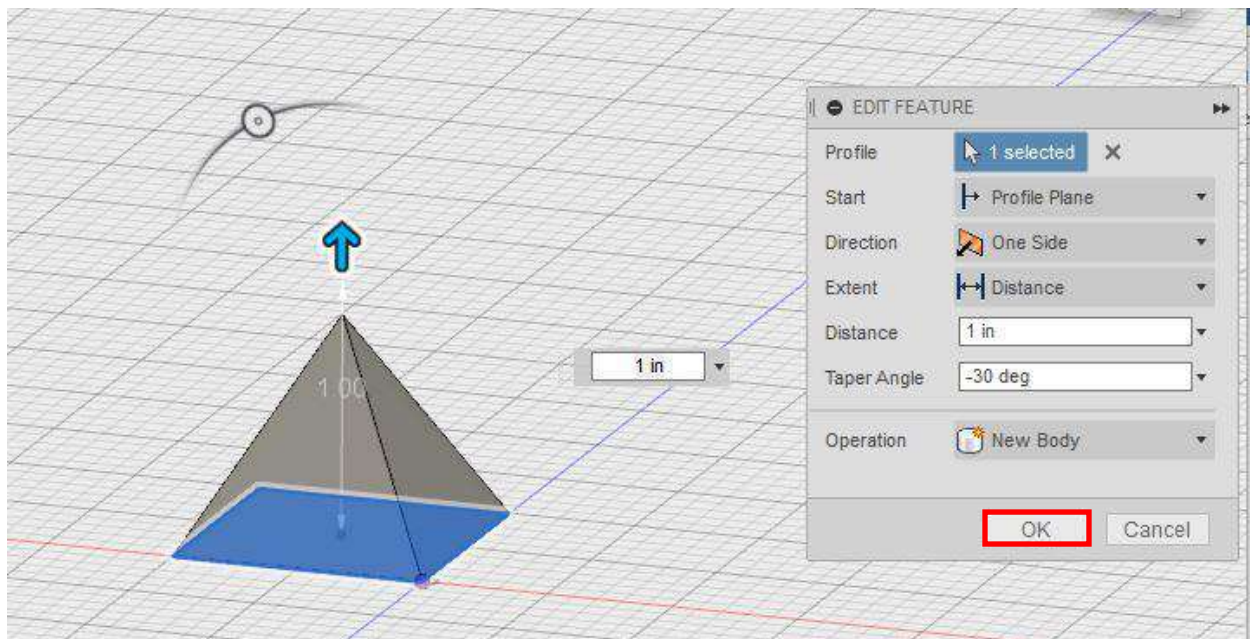 EDIT FEATURE
Profile 1 selected
Start Profile Plane
Direction One Side
Extent Distance
Distance 1 in
Taper Angle -30 deg
Operation New Body
OK Cancel
1 in
1.00